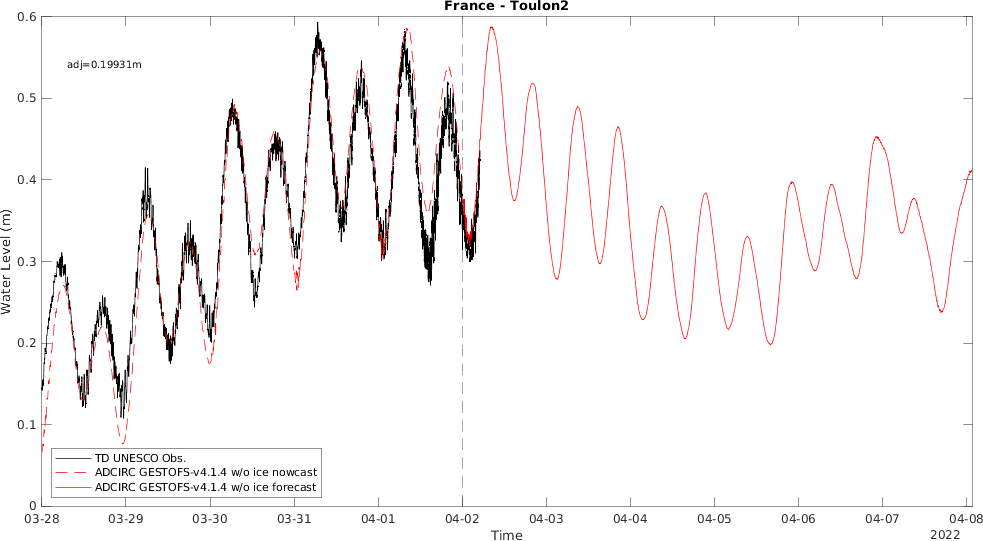 France - Toulon2
adj=0.19931m
Water Level (m)
0.6
0.5
0.4
0.3
0.2
0.1
0
TD UNESCO Obs.
ADCIRC GESTOFS-v4.1.4 w/o ice nowcast
ADCIRC GESTOFS-v4.1.4 w/o ice forecast
03-28 03-29 03-30 03-31 04-01 04-02 04-03 04-04 04-05 04-06 04-07 04-08
Time
2022